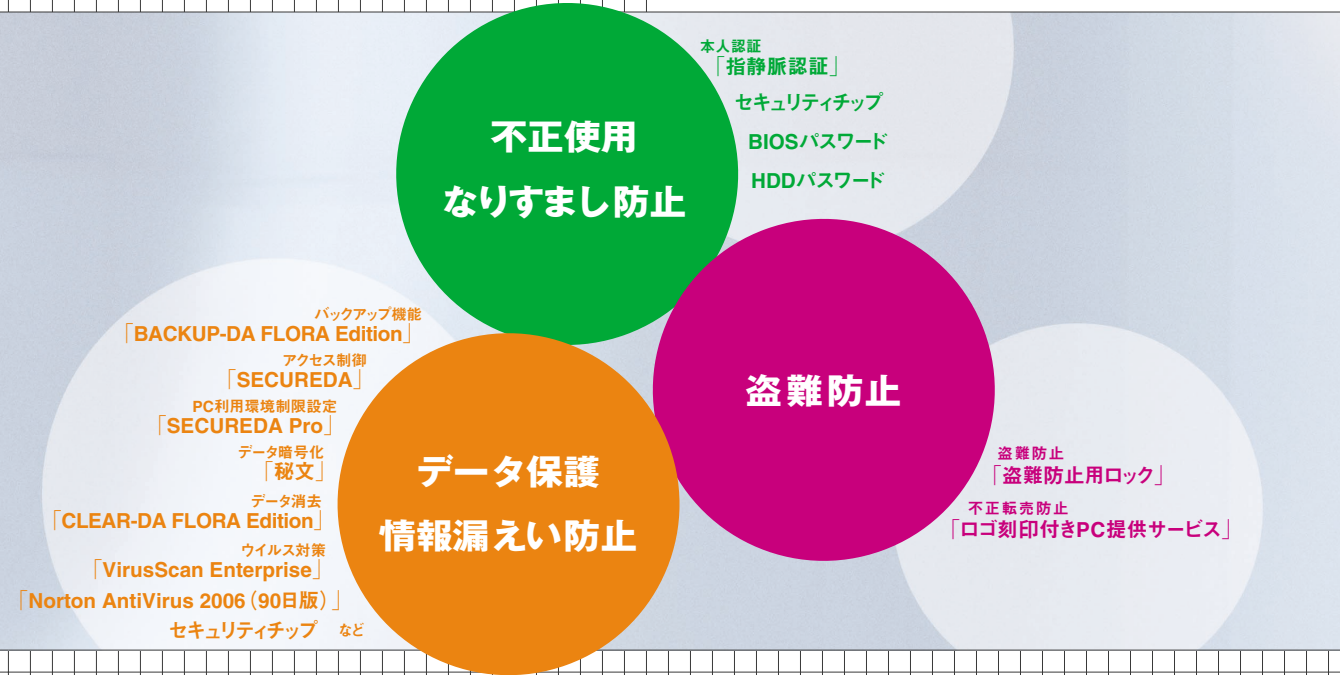 不正使用
なりすまし防止
本人認証
「指静脈認証」
セキュリティチップ
BIOSパスワード
HDDパスワード
盗難防止
盗難防止
「盗難防止用ロック」
不正転売防止
「ロゴ刻印付きPC提供サービス」
データ保護
情報漏えい防止
バックアップ機能
「BACKUP-DA FLORA Edition」
アクセス制御
「SECUREDA」
PC利用環境制限設定
「SECUREDA Pro」
データ暗号化
「秘文」
データ消去
「CLEAR-DA FLORA Edition」
ウイルス対策
「VirusScan Enterprise」
「Norton AntiVirus 2006（90日版）」
セキュリティチップ　など